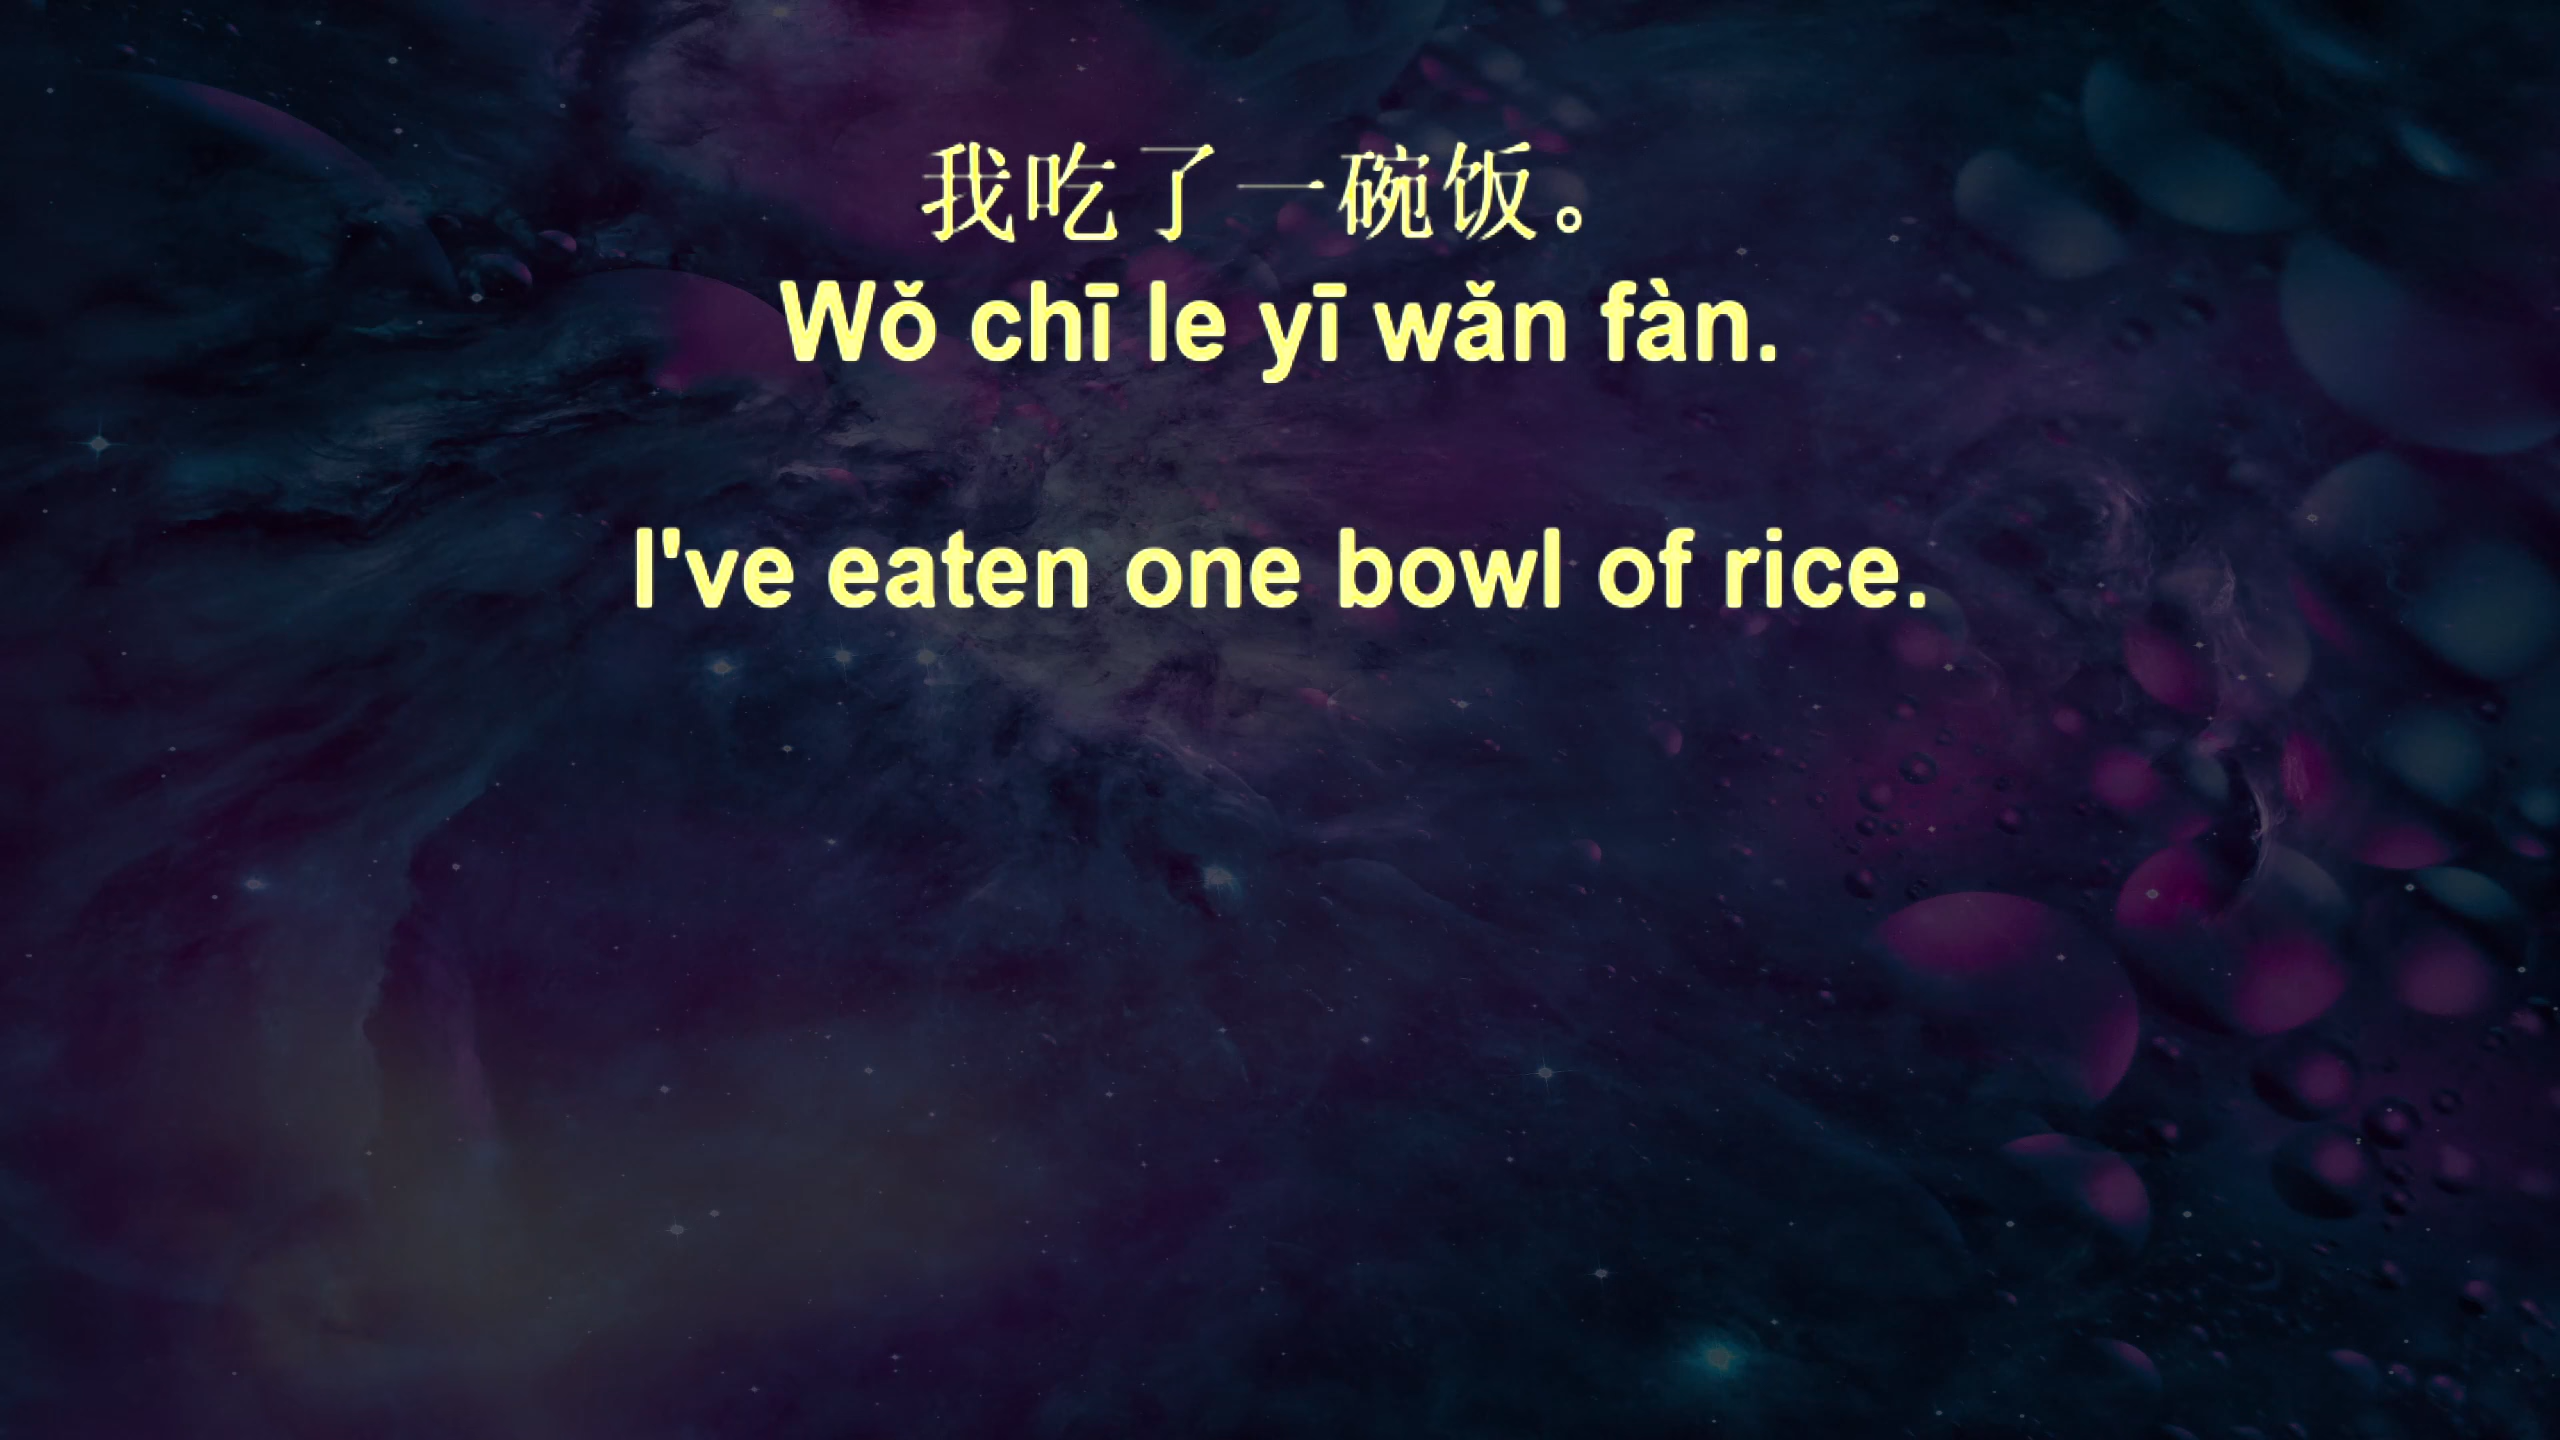 我吃了一碗饭。
Wǒ chī le yī wǎn fàn.
I've eaten one bowl of rice.